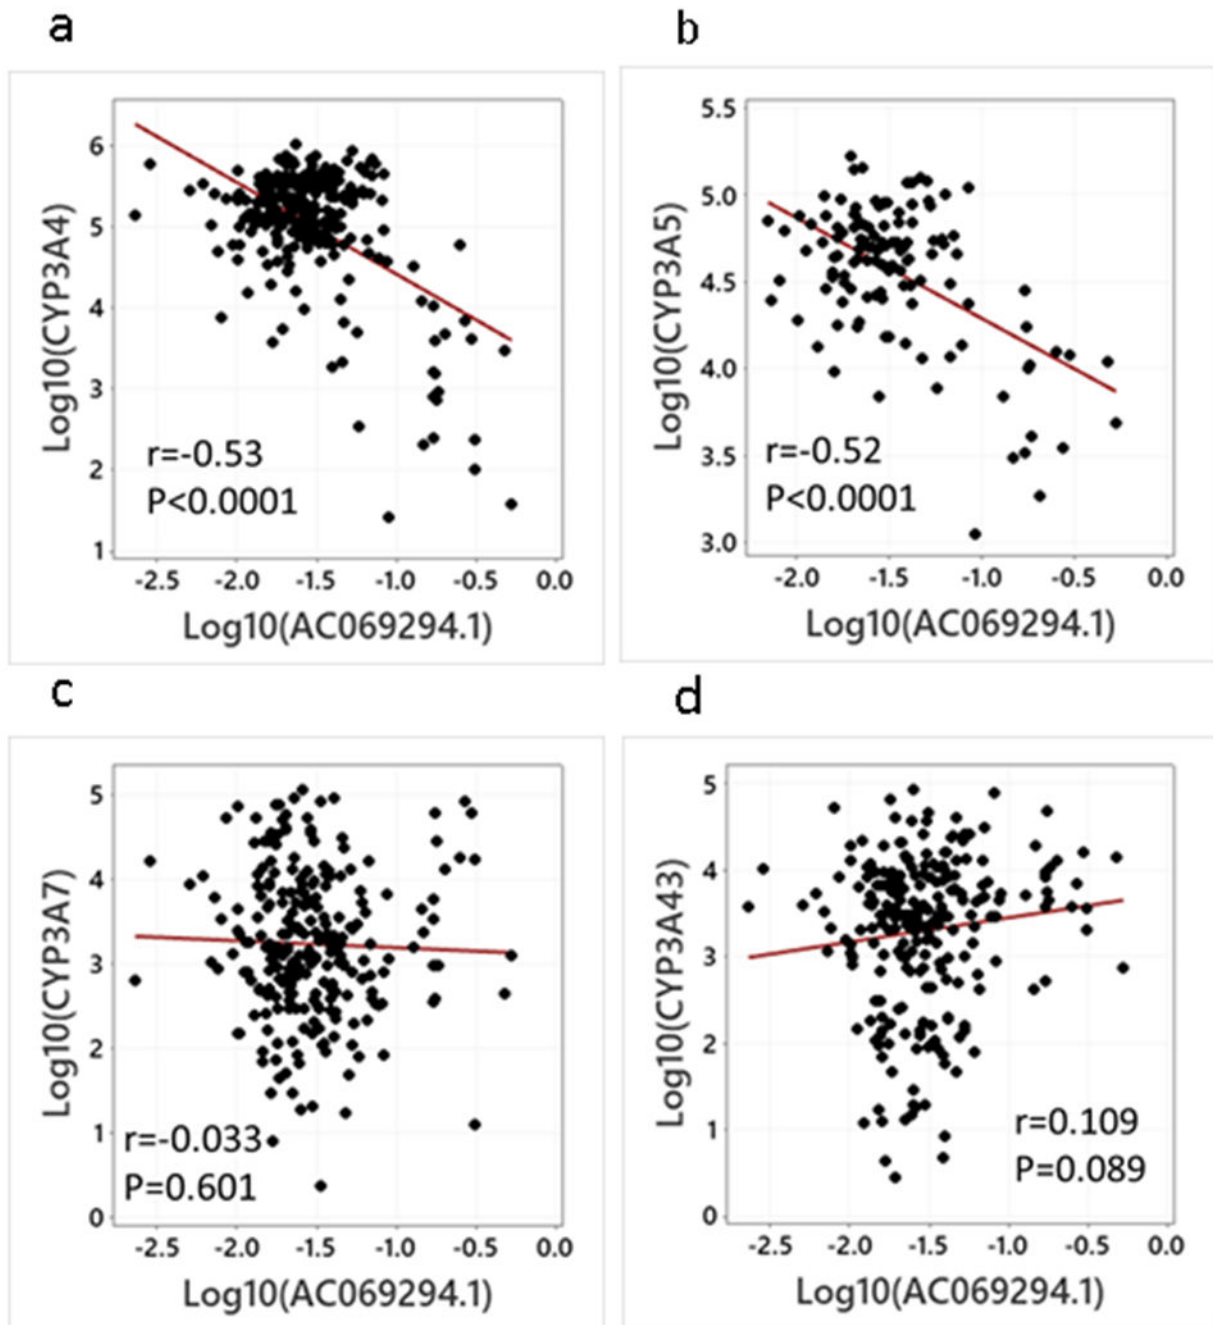 a
Log10(CYP3A4)
6
5
4
3
2
1
r=-0.53
P<0.0001
-2.5 -2.0 -1.5 -1.0 -0.5 0.0
Log10(AC069294.1)
b
Log10(CYP3A5)
5.5
5.0
4.5
4.0
3.5
3.0
r=-0.52
P<0.0001
-2.0 -1.5 -1.0 -0.5 0.0
Log10(AC069294.1)
c
Log10(CYP3A7)
5
4
3
2
1
0
r=-0.033
P=0.601
-2.5 -2.0 -1.5 -1.0 -0.5 0.0
Log10(AC069294.1)
d
Log10(CYP3A43)
5
4
3
2
1
0
r=0.109
P=0.089
-2.5 -2.0 -1.5 -1.0 -0.5 0.0
Log10(AC069294.1)